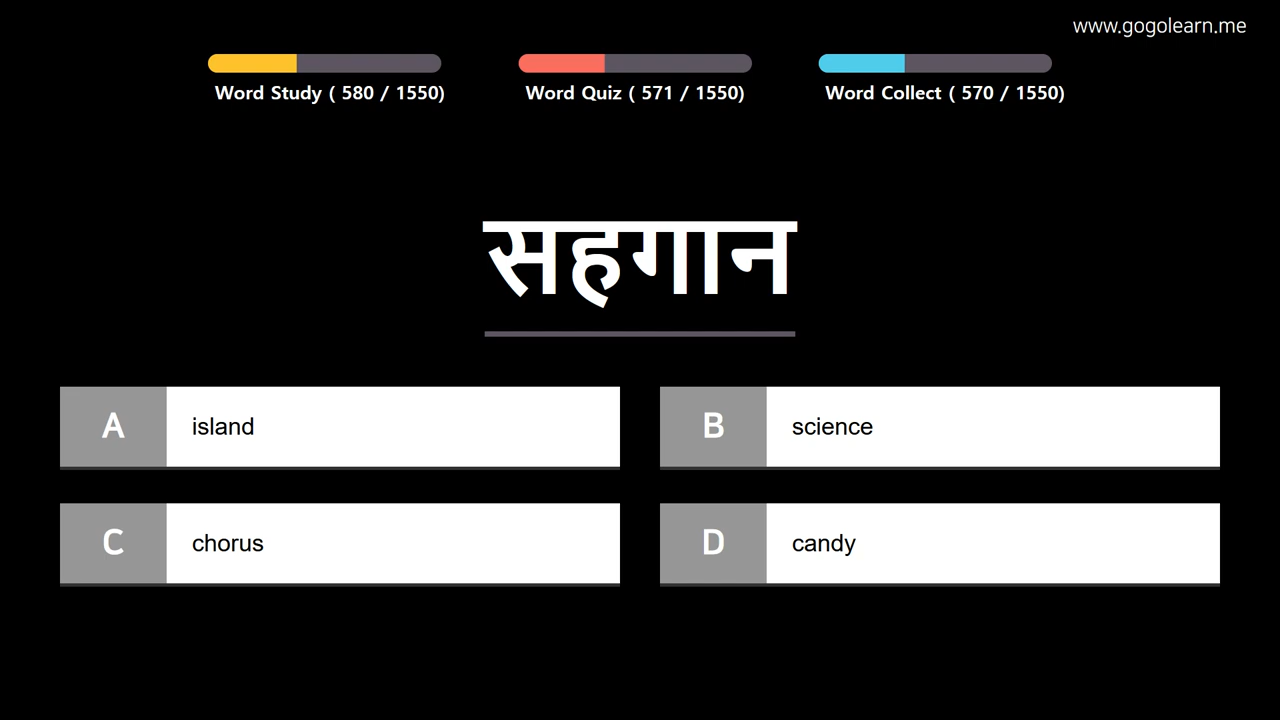 www.gogolearn.me
Word Study ( 580 / 1550)
Word Quiz ( 571 / 1550)
Word Collect ( 570 / 1550)
सहगान
A island
B science
C chorus
D candy